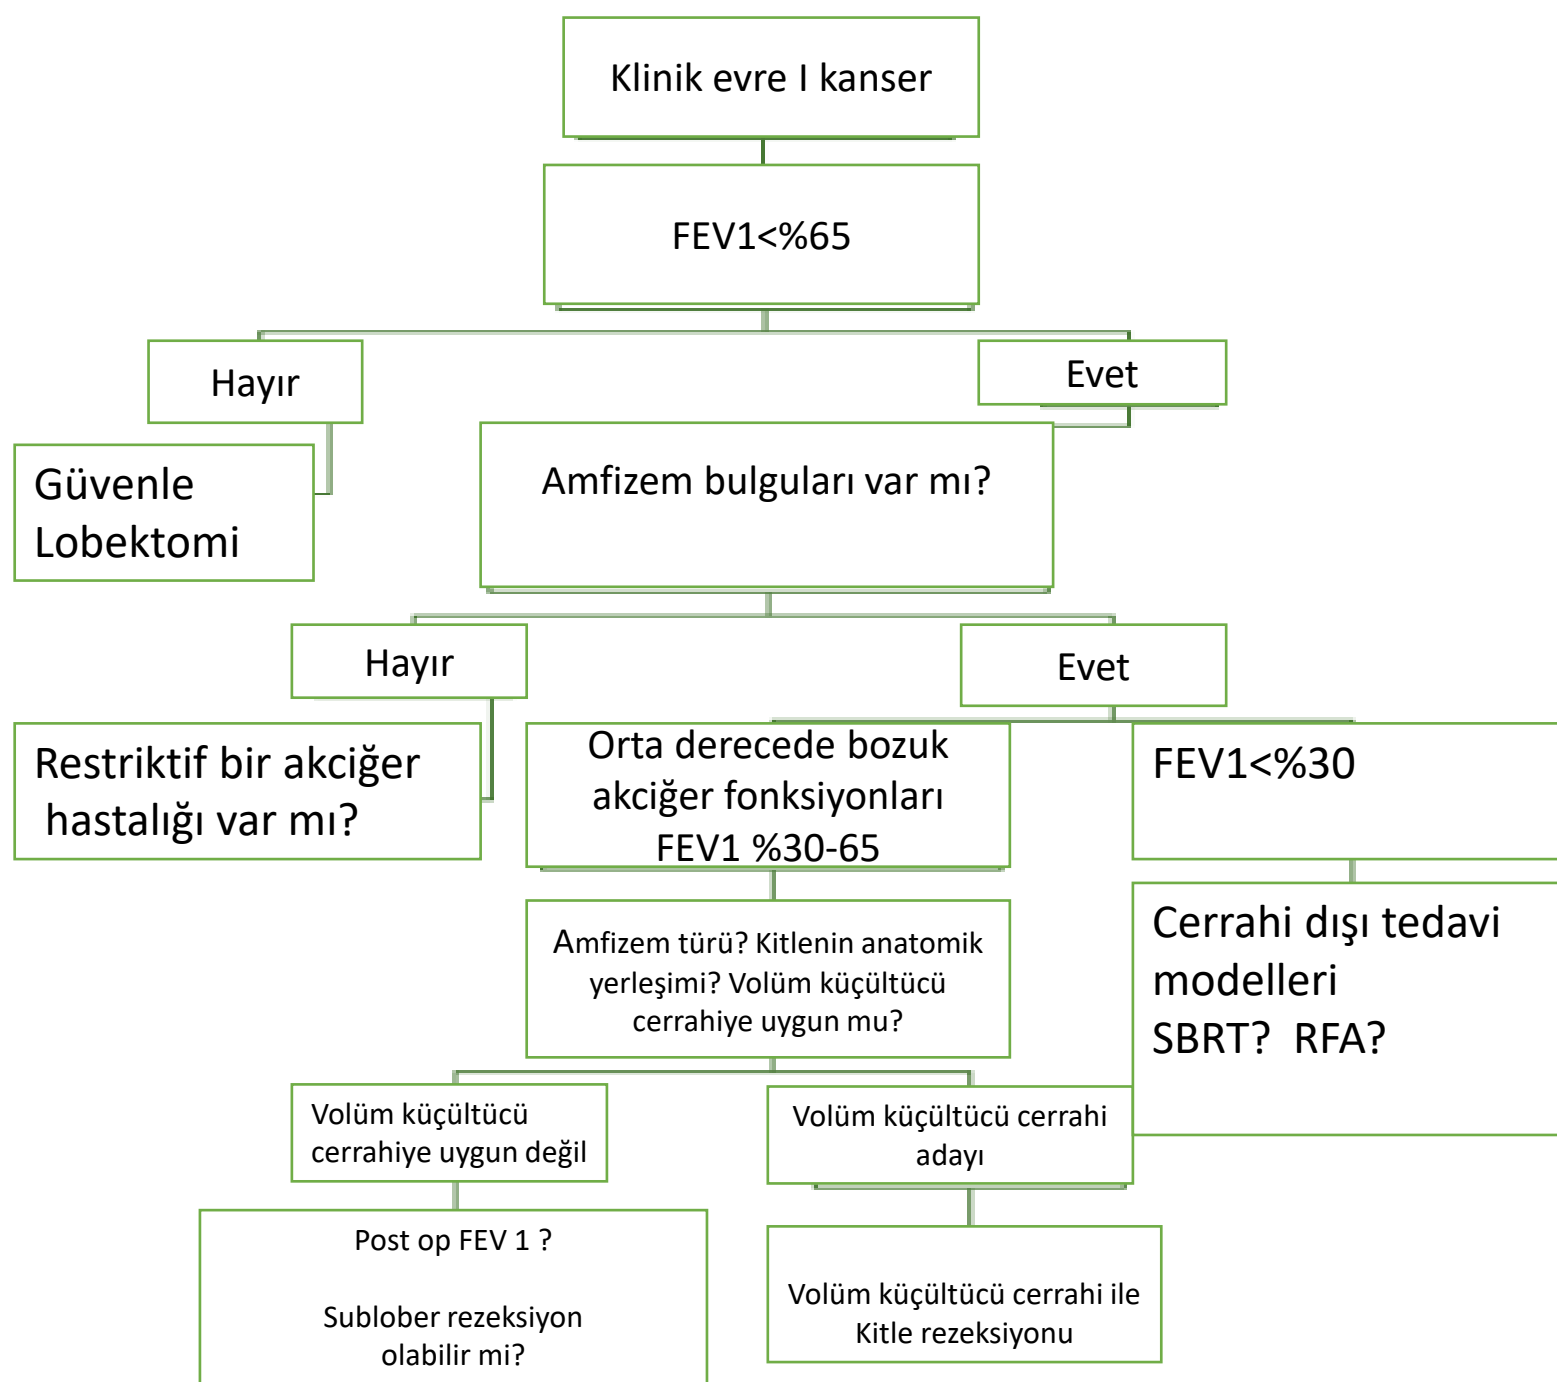 Klinik evre I kanser
FEV1<%65
Hayır
Evet
Güvenle
Lobektomi
Amfizem bulguları var mı?
Hayır
Evet
Restriktif bir akciğer
hastalığı var mı?
Orta derecede bozuk
akciğer fonksiyonları
FEV1 %30-65
FEV1<%30
Amfizem türü? Kitlenin anatomik
yerleşimi? Volüm küçültücü
cerrahiye uygun mu?
Cerrahi dışı tedavi
modelleri
SBRT? RFA?
Volüm küçültücü
cerrahiye uygun değil
Volüm küçültücü cerrahi
adayı
Post op FEV 1 ?
Sublober rezeksiyon
olabilir mi?
Volüm küçültücü cerrahi ile
Kitle rezeksiyonu